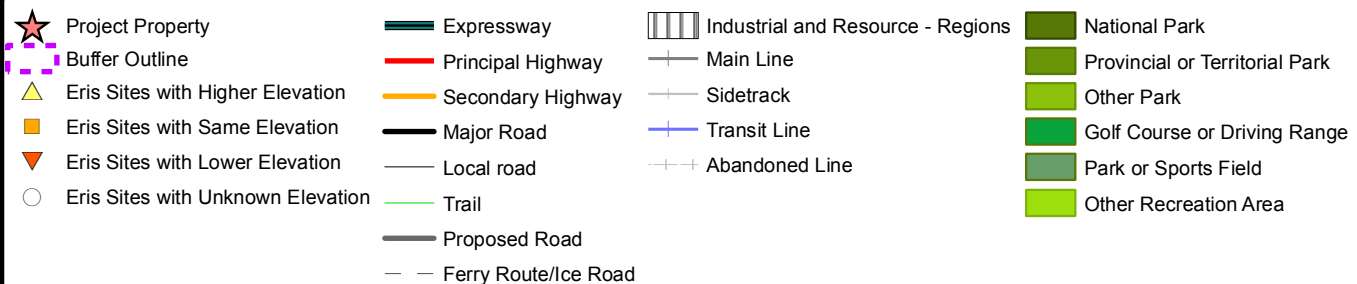 Project Property
Buffer Outline
Eris Sites with Higher Elevation
Eris Sites with Same Elevation
Eris Sites with Lower Elevation
Eris Sites with Unknown Elevation
Expressway
Principal Highway
Secondary Highway
Major Road
Local road
Trail
Proposed Road
Ferry Route/Ice Road
Industrial and Resource - Regions
Main Line
Sidetrack
Transit Line
Abandoned Line
National Park
Provincial or Territorial Park
Other Park
Golf Course or Driving Range
Park or Sports Field
Other Recreation Area